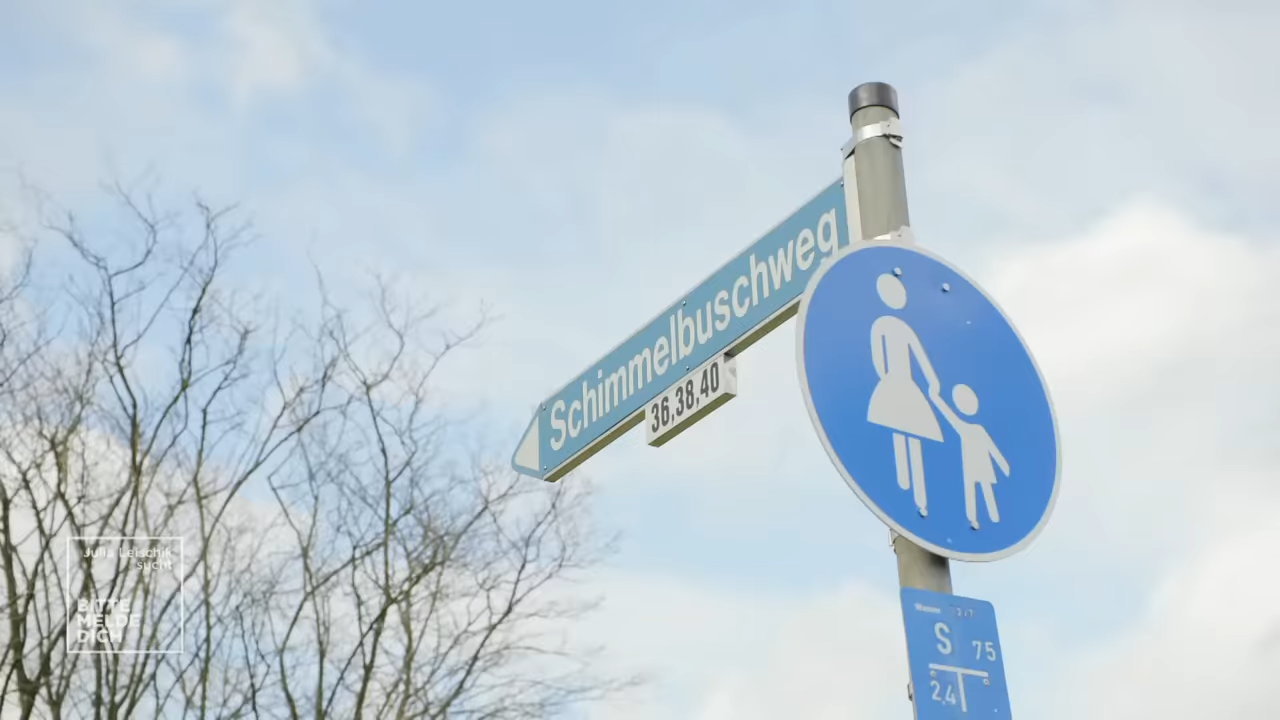 Schimmelbuschweg
36,38,40
S 75
2,4
Julia Leischik
sucht
BITTE
MELDE
DICH